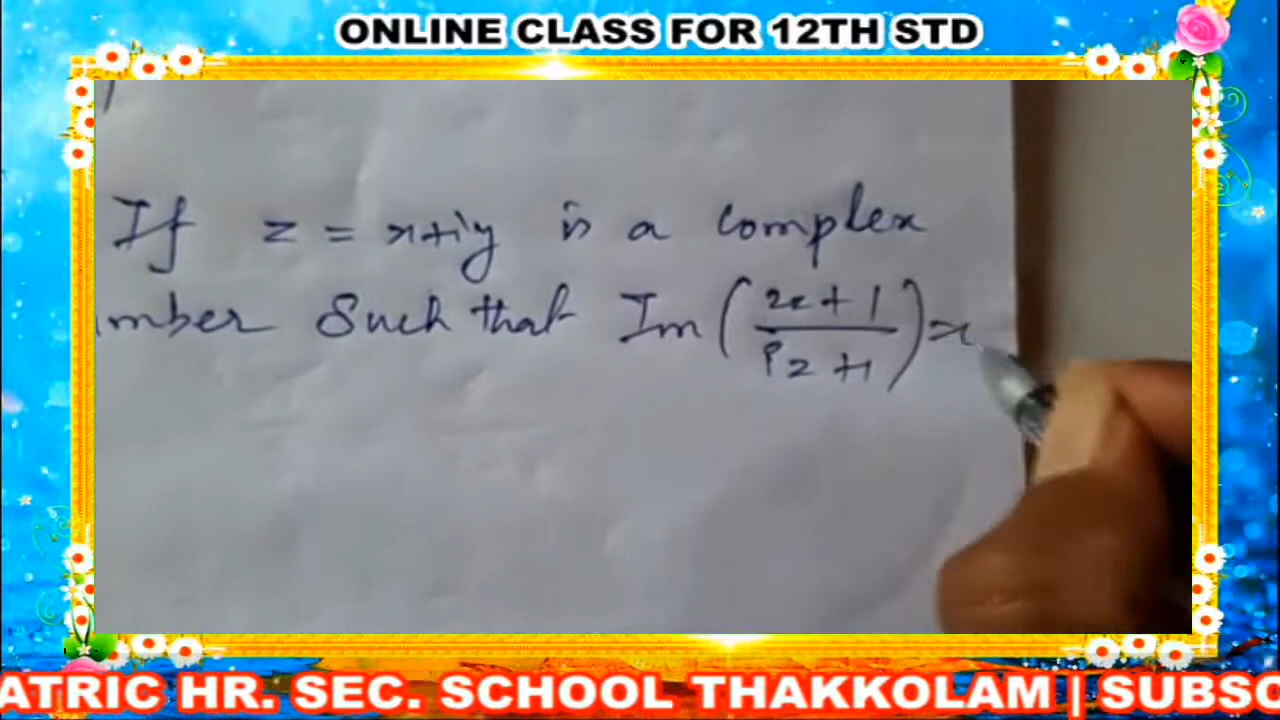 ONLINE CLASS FOR 12TH STD
If z = x+iy is a complex
mber Such that Im (2z+1 / iz+1) = x
ATRIC HR. SEC. SCHOOL THAKKOLAM | SUBSC